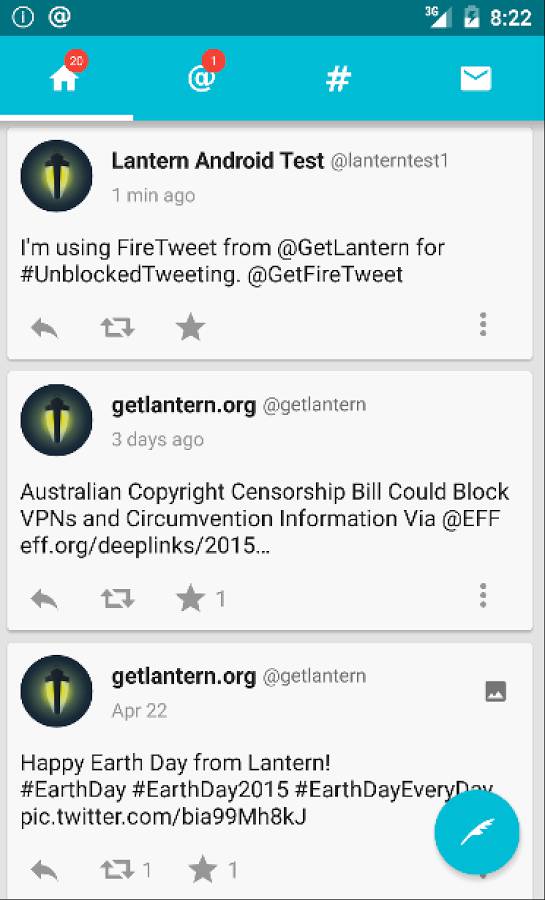 3G 8:22
20 @ 1 #
Lantern Android Test @lanterntest1
1 min ago
I'm using FireTweet from @GetLantern for
#UnblockedTweeting. @GetFireTweet
getlantern.org @getlantern
3 days ago
Australian Copyright Censorship Bill Could Block
VPNs and Circumvention Information Via @EFF
eff.org/deeplinks/2015...
1
getlantern.org @getlantern
Apr 22
Happy Earth Day from Lantern!
#EarthDay #EarthDay2015 #EarthDayEveryDay
pic.twitter.com/bia99Mh8kJ
1 1